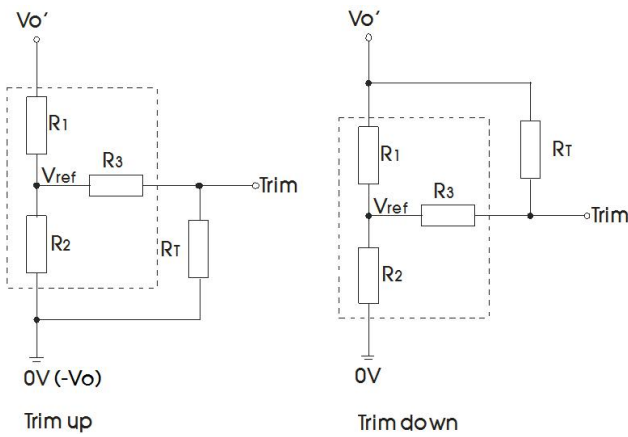 Vo'
R1
Vref
R3
Trim
R2
RT
0V (-Vo)
Trim up
Vo'
R1
RT
Vref
R3
Trim
R2
0V
Trim down